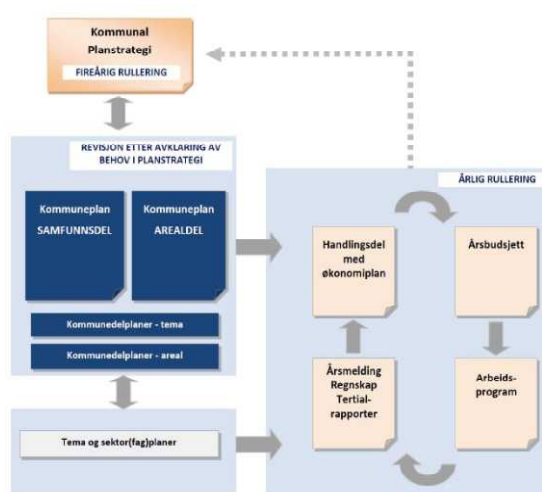 Kommunal
Planstrategi
FIREÅRIG RULLERING
REVISJON ETTER AVKLARING AV
BEHOV I PLANSTRATEGI
Kommuneplan
SAMFUNNSDEL
Kommuneplan
AREALDEL
Kommunedelplaner - tema
Kommunedelplaner - areal
Tema og sektor(fag)planer
ÅRLIG RULLERING
Handlingsdel
med
økonomiplan
Årsbudsjett
Årsmelding
Regnskap
Tertial-
rapporter
Arbeids-
program